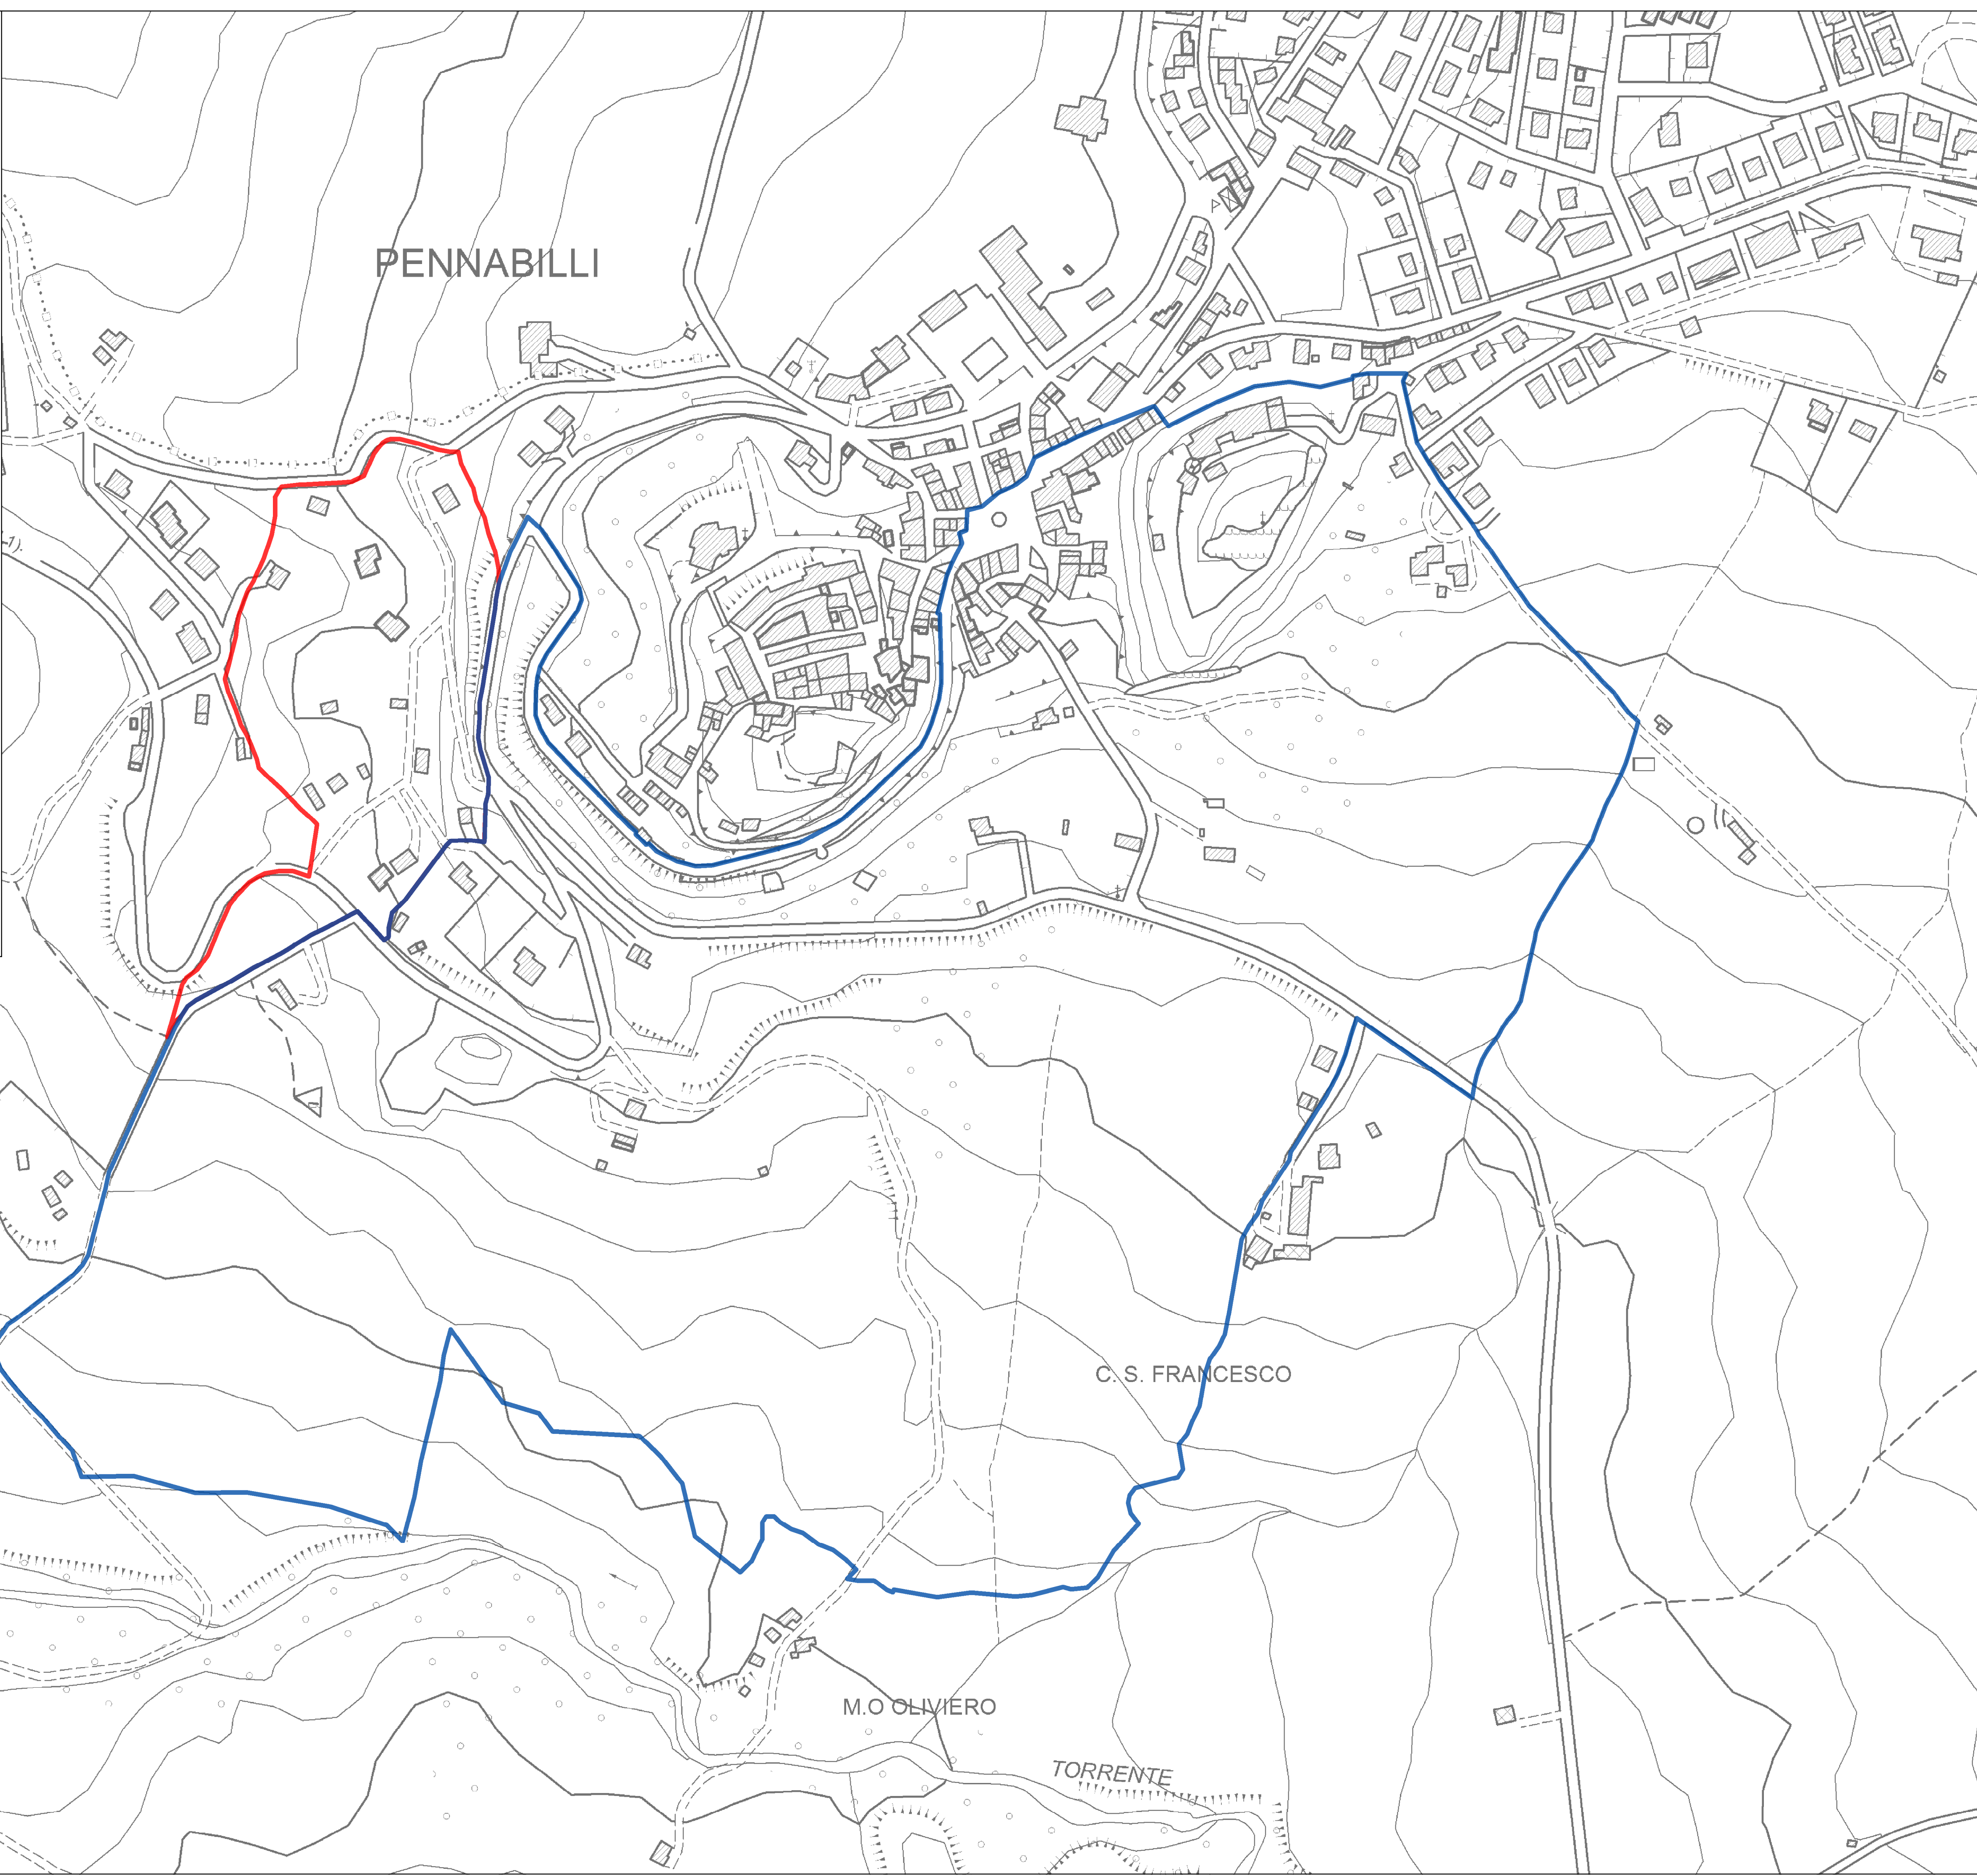 PENNABILLI
C. S. FRANCESCO
M.O OLIVIERO
TORRENTE